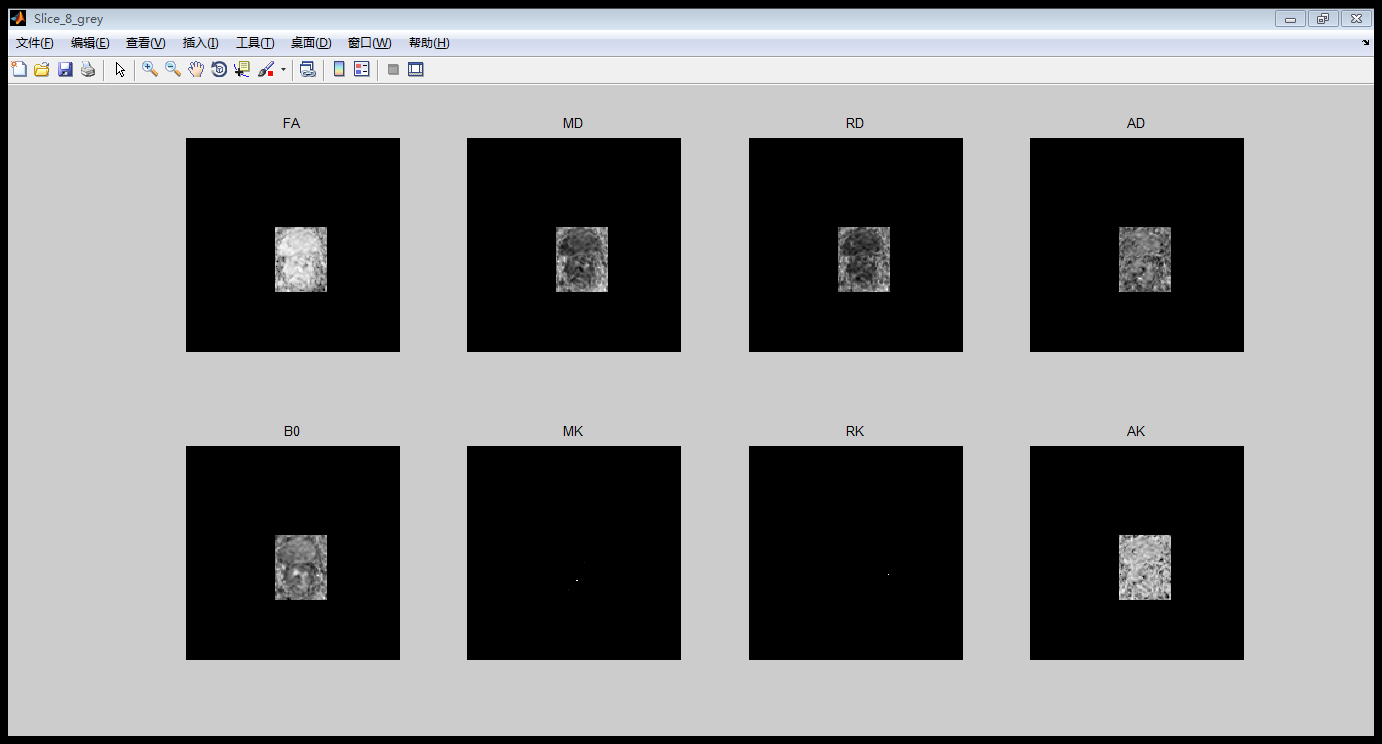 Slice_8_grey
文件(F) 编辑(E) 查看(V) 插入(I) 工具(T) 桌面(D) 窗口(W) 帮助(H)
FA MD RD AD
B0 MK RK AK